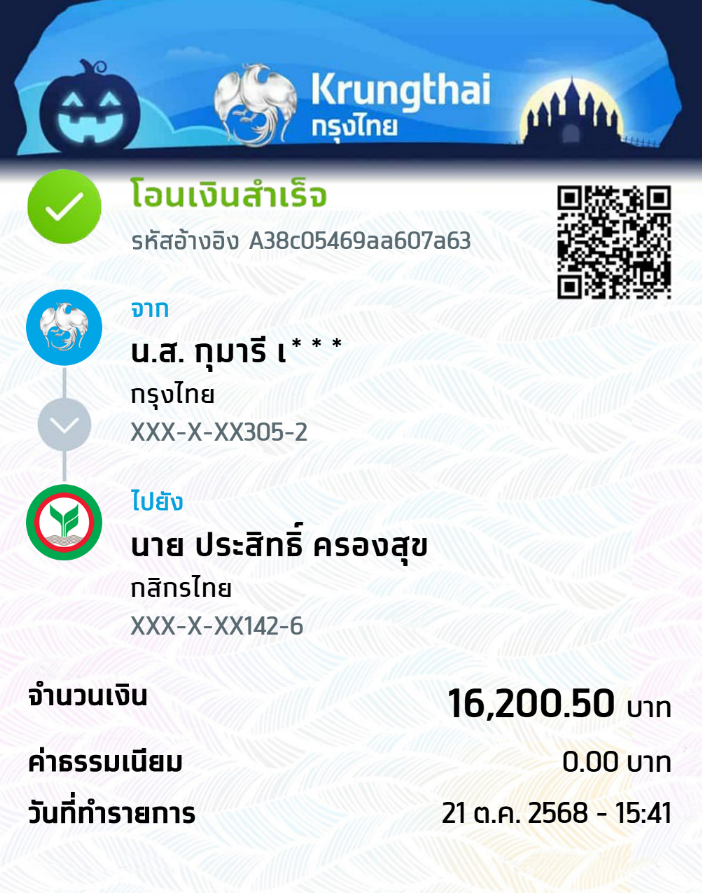 Krungthai
กรุงไทย
โอนเงินสำเร็จ
รหัสอ้างอิง A38c05469aa607a63
จาก
น.ส. กุมารี เ* * *
กรุงไทย
XXX-X-XX305-2
ไปยัง
นาย ประสิทธิ์ ครองสุข
กสิกรไทย
XXX-X-XX142-6
จำนวนเงิน 16,200.50 บาท
ค่าธรรมเนียม 0.00 บาท
วันที่ทำรายการ 21 ต.ค. 2568 - 15:41